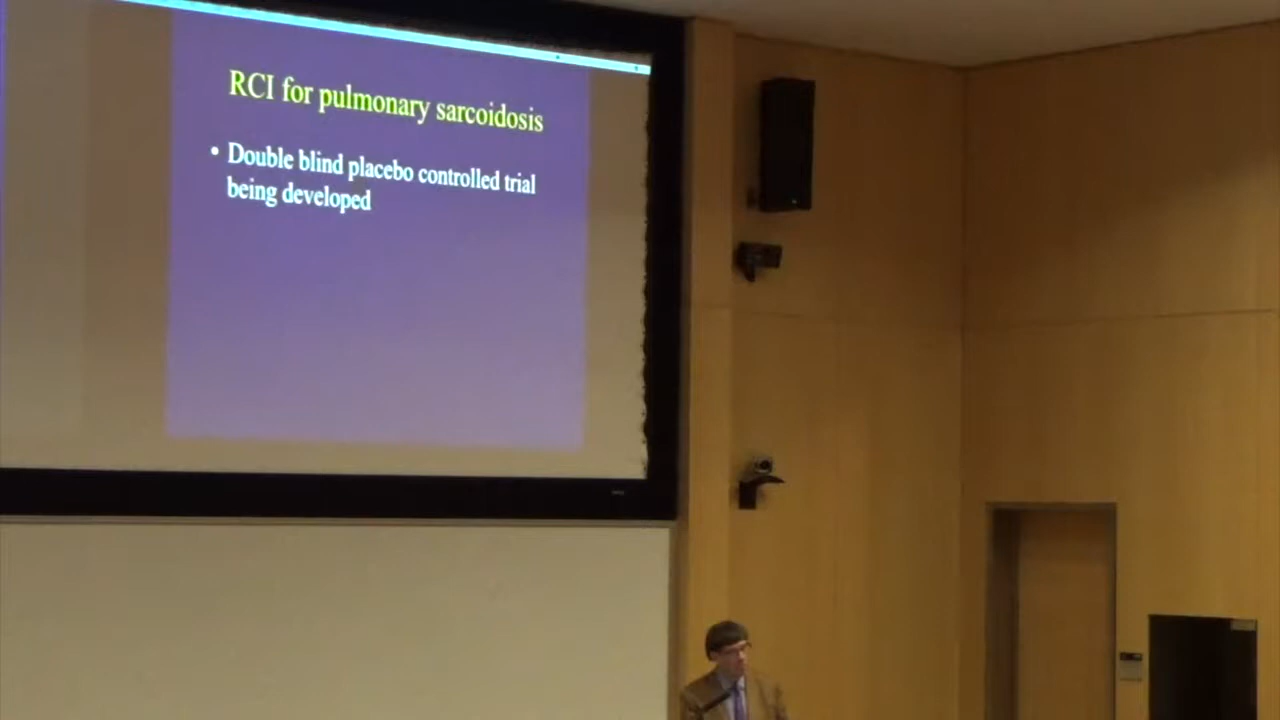 RCI for pulmonary sarcoidosis
• Double blind placebo controlled trial
being developed